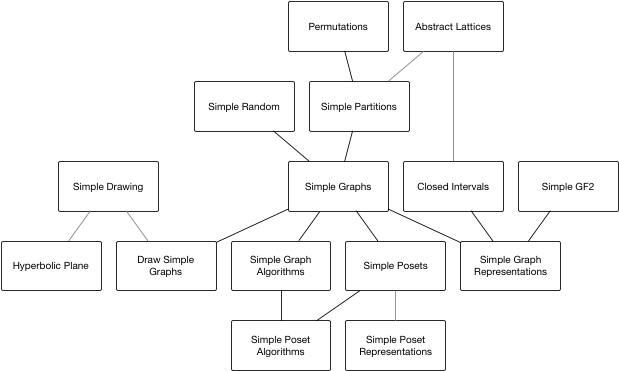 Permutations
Abstract Lattices
Simple Random
Simple Partitions
Simple Drawing
Simple Graphs
Closed Intervals
Simple GF2
Hyperbolic Plane
Draw Simple
Graphs
Simple Graph
Algorithms
Simple Posets
Simple Graph
Representations
Simple Poset
Algorithms
Simple Poset
Representations